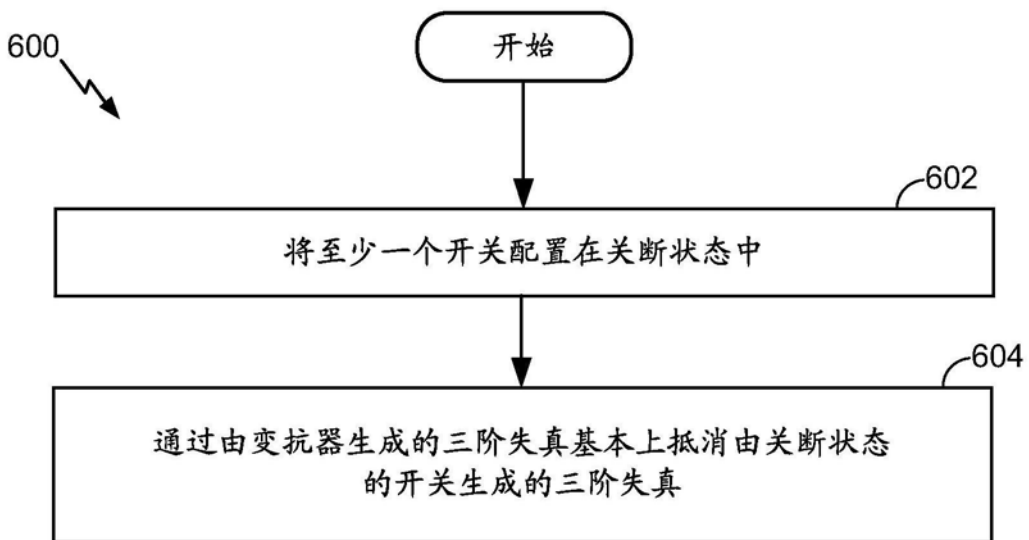 600
开始
602
将至少一个开关配置在关断状态中
604
通过由变抗器生成的三阶失真基本上抵消由关断状态
的开关生成的三阶失真